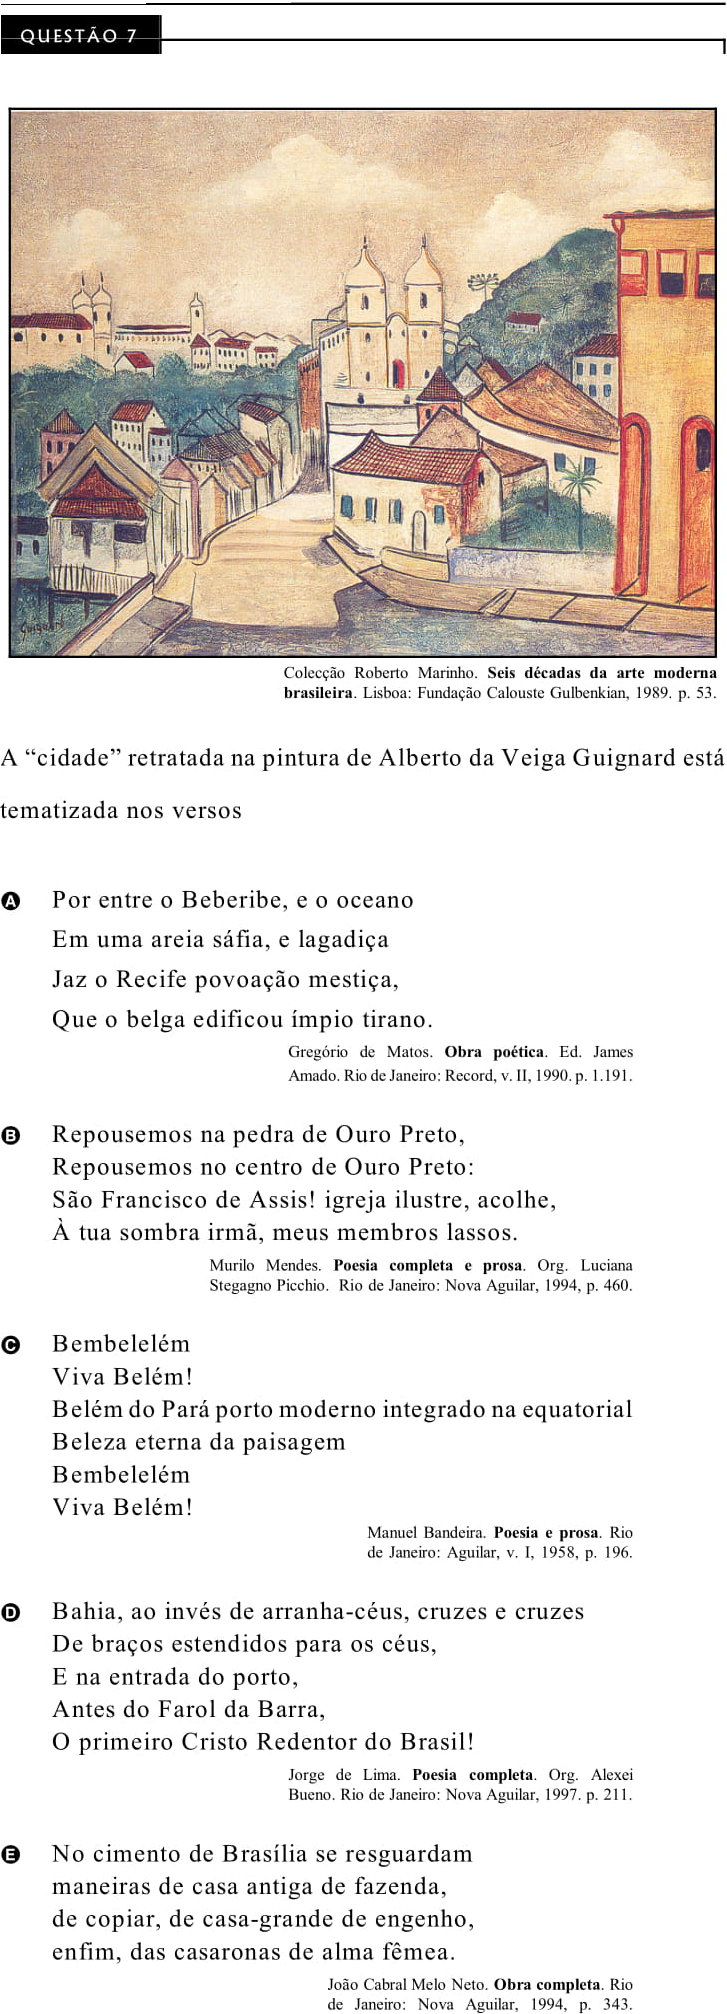 QUESTÃO 7
Guignard
Colecção Roberto Marinho. Seis décadas da arte moderna
brasileira. Lisboa: Fundação Calouste Gulbenkian, 1989. p. 53.
A “cidade” retratada na pintura de Alberto da Veiga Guignard está
tematizada nos versos
A Por entre o Beberibe, e o oceano
Em uma areia sáfia, e lagadiça
Jaz o Recife povoação mestiça,
Que o belga edificou ímpio tirano.
Gregório de Matos. Obra poética. Ed. James
Amado. Rio de Janeiro: Record, v. II, 1990. p. 1.191.
B Repousemos na pedra de Ouro Preto,
Repousemos no centro de Ouro Preto:
São Francisco de Assis! igreja ilustre, acolhe,
À tua sombra irmã, meus membros lassos.
Murilo Mendes. Poesia completa e prosa. Org. Luciana
Stegagno Picchio. Rio de Janeiro: Nova Aguilar, 1994, p. 460.
C Bembelelém
Viva Belém!
Belém do Pará porto moderno integrado na equatorial
Beleza eterna da paisagem
Bembelelém
Viva Belém!
Manuel Bandeira. Poesia e prosa. Rio
de Janeiro: Aguilar, v. I, 1958, p. 196.
D Bahia, ao invés de arranha-céus, cruzes e cruzes
De braços estendidos para os céus,
E na entrada do porto,
Antes do Farol da Barra,
O primeiro Cristo Redentor do Brasil!
Jorge de Lima. Poesia completa. Org. Alexei
Bueno. Rio de Janeiro: Nova Aguilar, 1997. p. 211.
E No cimento de Brasília se resguardam
maneiras de casa antiga de fazenda,
de copiar, de casa-grande de engenho,
enfim, das casaronas de alma fêmea.
João Cabral Melo Neto. Obra completa. Rio
de Janeiro: Nova Aguilar, 1994, p. 343.